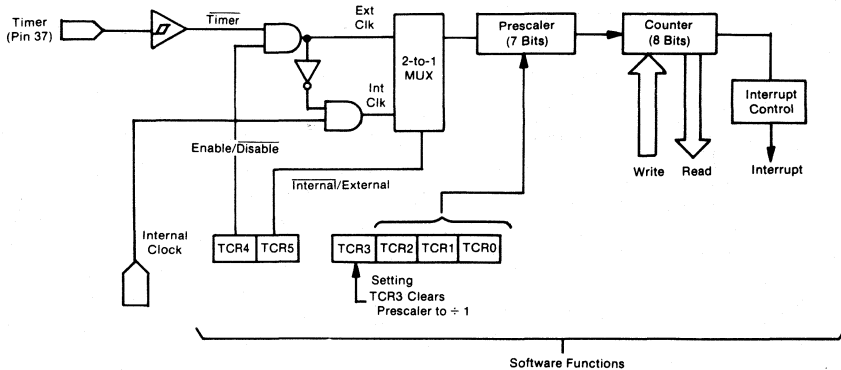 Timer
(Pin 37)
Timer
Ext
Clk
2-to-1
MUX
Prescaler
(7 Bits)
Counter
(8 Bits)
Int
Clk
Interrupt
Control
Enable/Disable
Internal/External
Write
Read
Interrupt
Internal
Clock
TCR4
TCR5
TCR3
TCR2
TCR1
TCR0
Setting
TCR3 Clears
Prescaler to ÷ 1
Software Functions